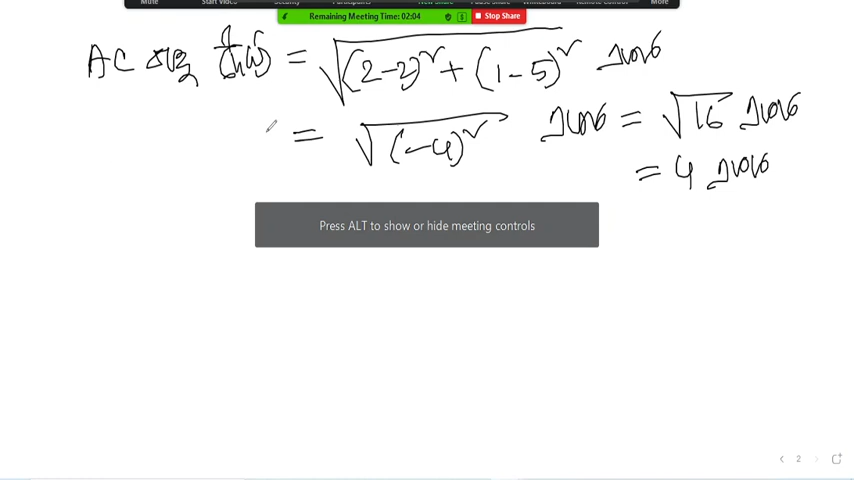 Remaining Meeting Time: 02:04 Stop Share
AC বাহুর দৈর্ঘ্য = √(2-2)² + (1-5)² একক
= √(-4)² একক = √16 একক
= 4 একক
Press ALT to show or hide meeting controls
2